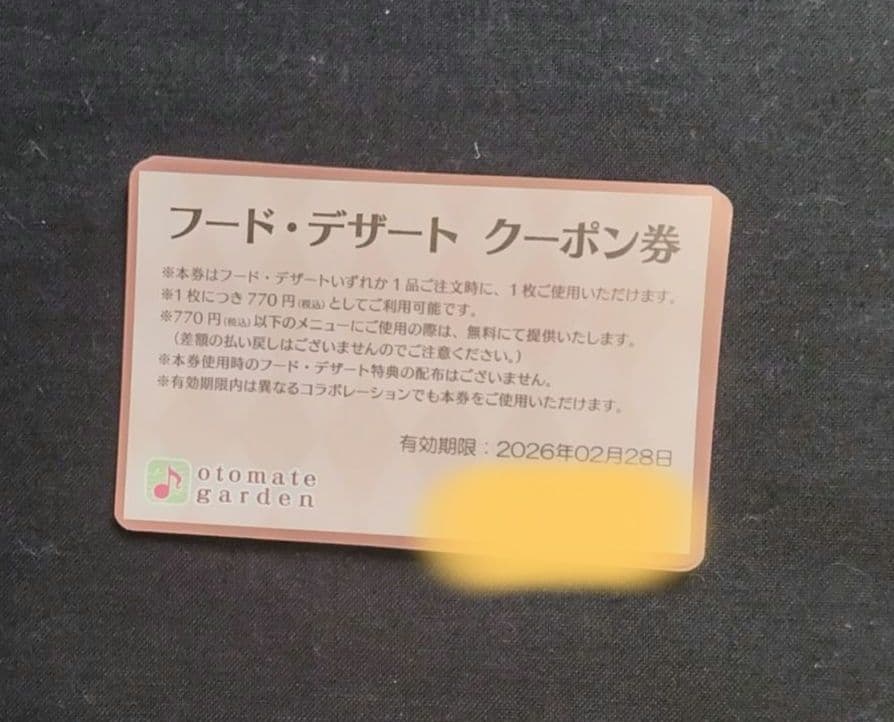 フード・デザート クーポン券
※本券はフード・デザートいずれか1品ご注文時に、1枚ご使用いただけます。
※1枚につき770円(税込)としてご利用可能です。
※770円(税込)以下のメニューにご使用の際は、無料にて提供いたします。
(差額の払い戻しはございませんのでご注意ください。)
※本券使用時のフード・デザート特典の配布はございません。
※有効期限内は異なるコラボレーションでも本券をご使用いただけます。
有効期限：2026年02月28日
otomate
garden